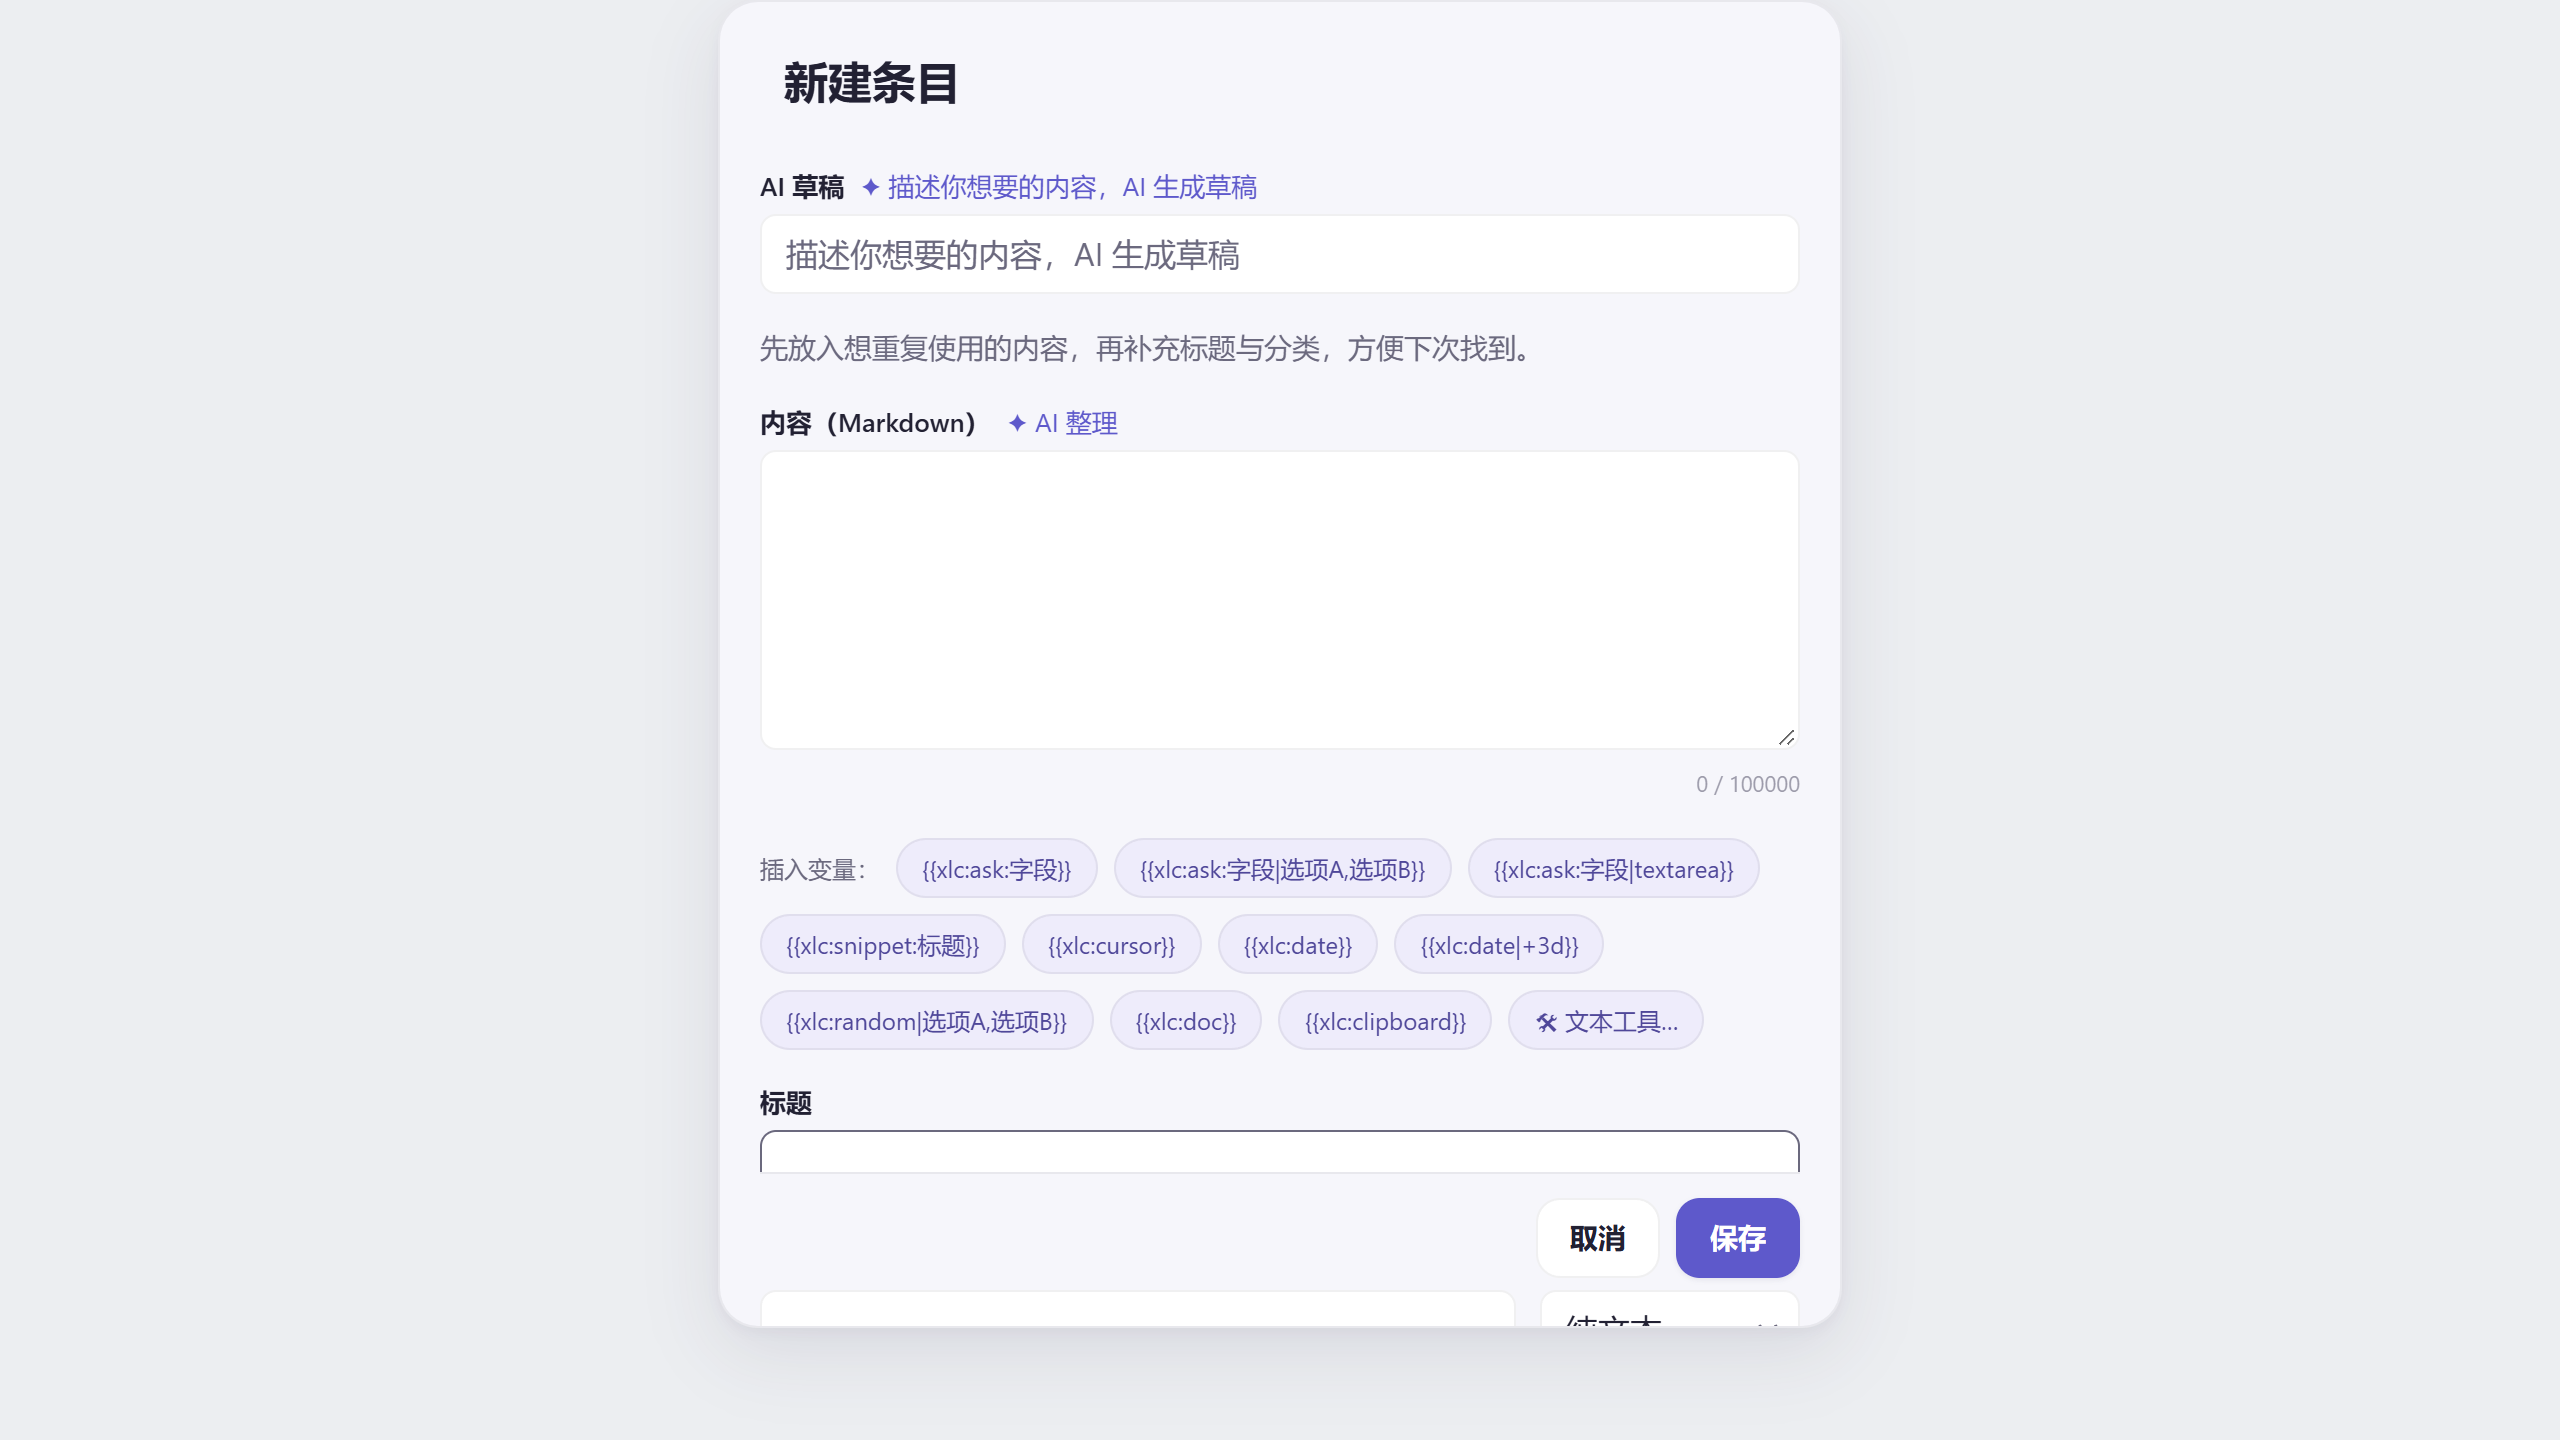 新建条目
AI 草稿 ✦ 描述你想要的内容，AI 生成草稿
描述你想要的内容，AI 生成草稿
先放入想重复使用的内容，再补充标题与分类，方便下次找到。
内容（Markdown） ✦ AI 整理
0 / 100000
插入变量： {{xlc:ask:字段}} {{xlc:ask:字段|选项A,选项B}} {{xlc:ask:字段|textarea}}
{{xlc:snippet:标题}} {{xlc:cursor}} {{xlc:date}} {{xlc:date|+3d}}
{{xlc:random|选项A,选项B}} {{xlc:doc}} {{xlc:clipboard}} 🛠 文本工具...
标题
取消 保存
纯文本